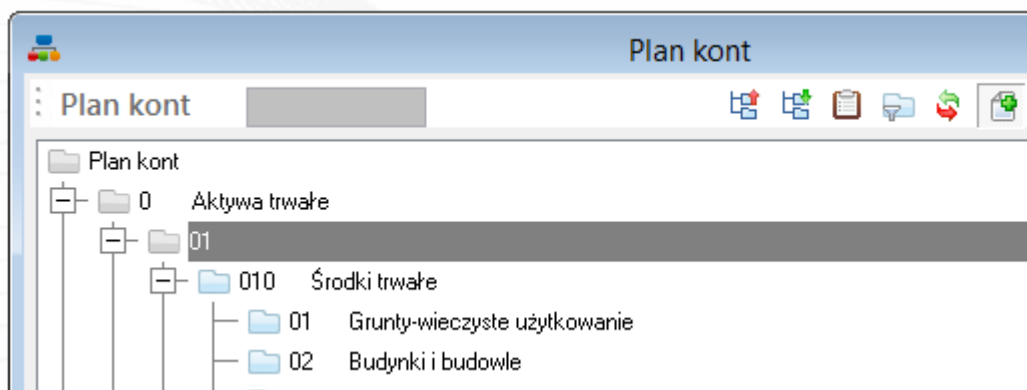 Plan kont
Plan kont
Plan kont
0 Aktywa trwałe
01
010 Środki trwałe
01 Grunty-wieczyste użytkowanie
02 Budynki i budowle